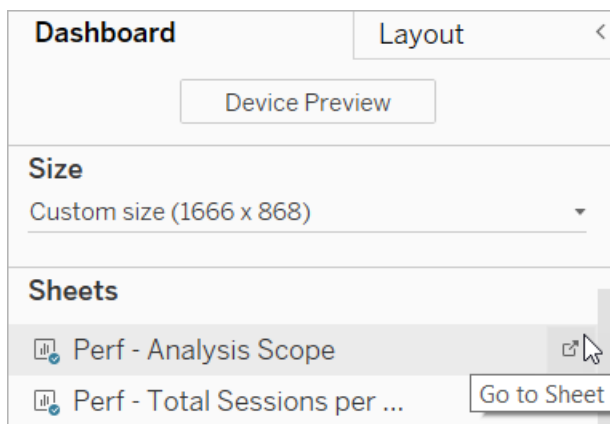 Dashboard
Layout
Device Preview
Size
Custom size (1666 x 868)
Sheets
Perf - Analysis Scope
Go to Sheet
Perf - Total Sessions per ...